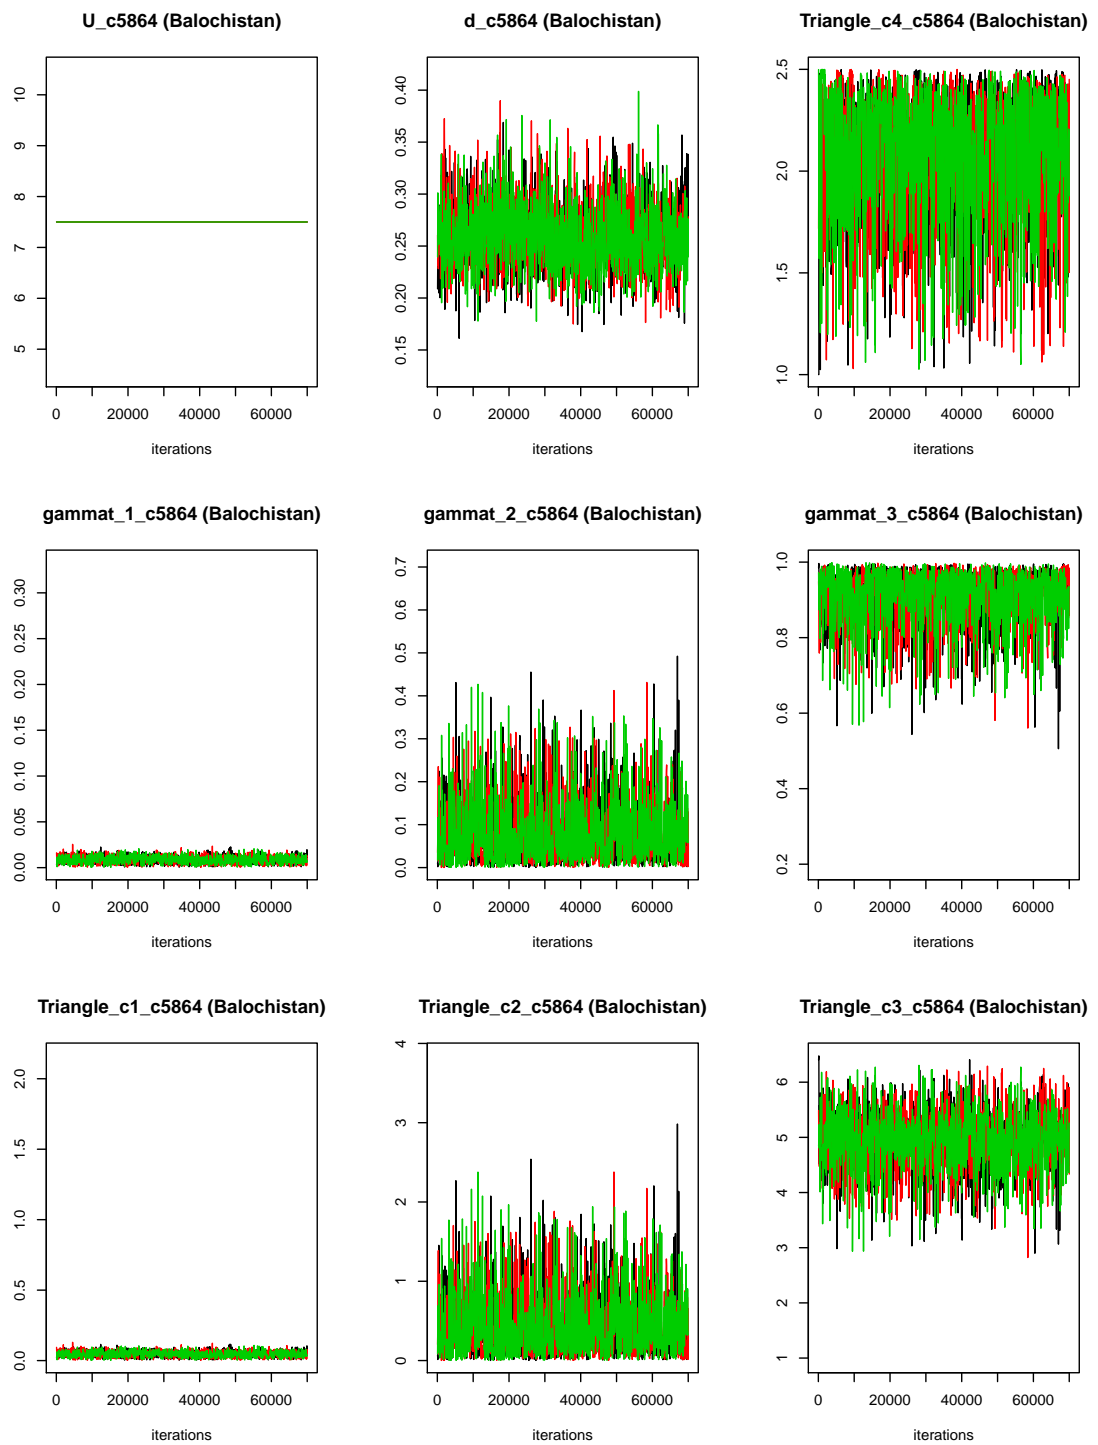 U_c5864 (Balochistan)
d_c5864 (Balochistan)
Triangle_c4_c5864 (Balochistan)
5 6 7 8 9 10
0.15 0.20 0.25 0.30 0.35 0.40
1.0 1.5 2.0 2.5
0 20000 40000 60000
0 20000 40000 60000
0 20000 40000 60000
iterations
iterations
iterations
gammat_1_c5864 (Balochistan)
gammat_2_c5864 (Balochistan)
gammat_3_c5864 (Balochistan)
0.00 0.05 0.10 0.15 0.20 0.25 0.30
0.0 0.1 0.2 0.3 0.4 0.5 0.6 0.7
0.2 0.4 0.6 0.8 1.0
0 20000 40000 60000
0 20000 40000 60000
0 20000 40000 60000
iterations
iterations
iterations
Triangle_c1_c5864 (Balochistan)
Triangle_c2_c5864 (Balochistan)
Triangle_c3_c5864 (Balochistan)
0.0 0.5 1.0 1.5 2.0
0 1 2 3 4
1 2 3 4 5 6
0 20000 40000 60000
0 20000 40000 60000
0 20000 40000 60000
iterations
iterations
iterations